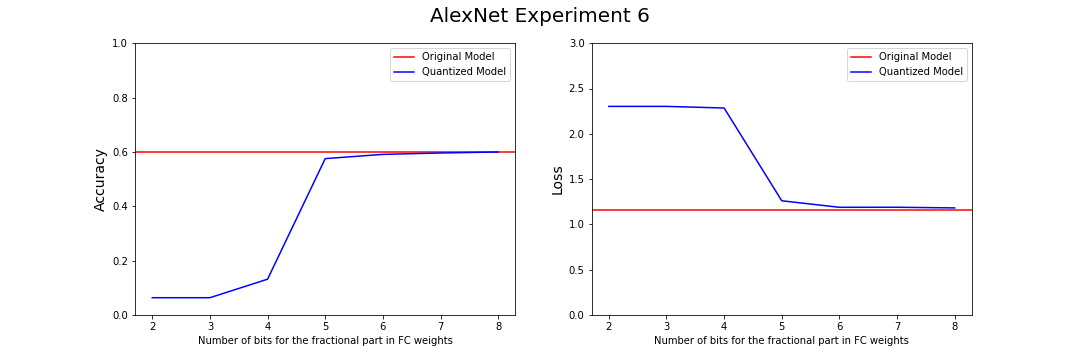 AlexNet Experiment 6
1.0
0.8
0.6
0.4
0.2
0.0
Accuracy
Original Model
Quantized Model
2 3 4 5 6 7 8
Number of bits for the fractional part in FC weights
3.0
2.5
2.0
1.5
1.0
0.5
0.0
Loss
Original Model
Quantized Model
2 3 4 5 6 7 8
Number of bits for the fractional part in FC weights